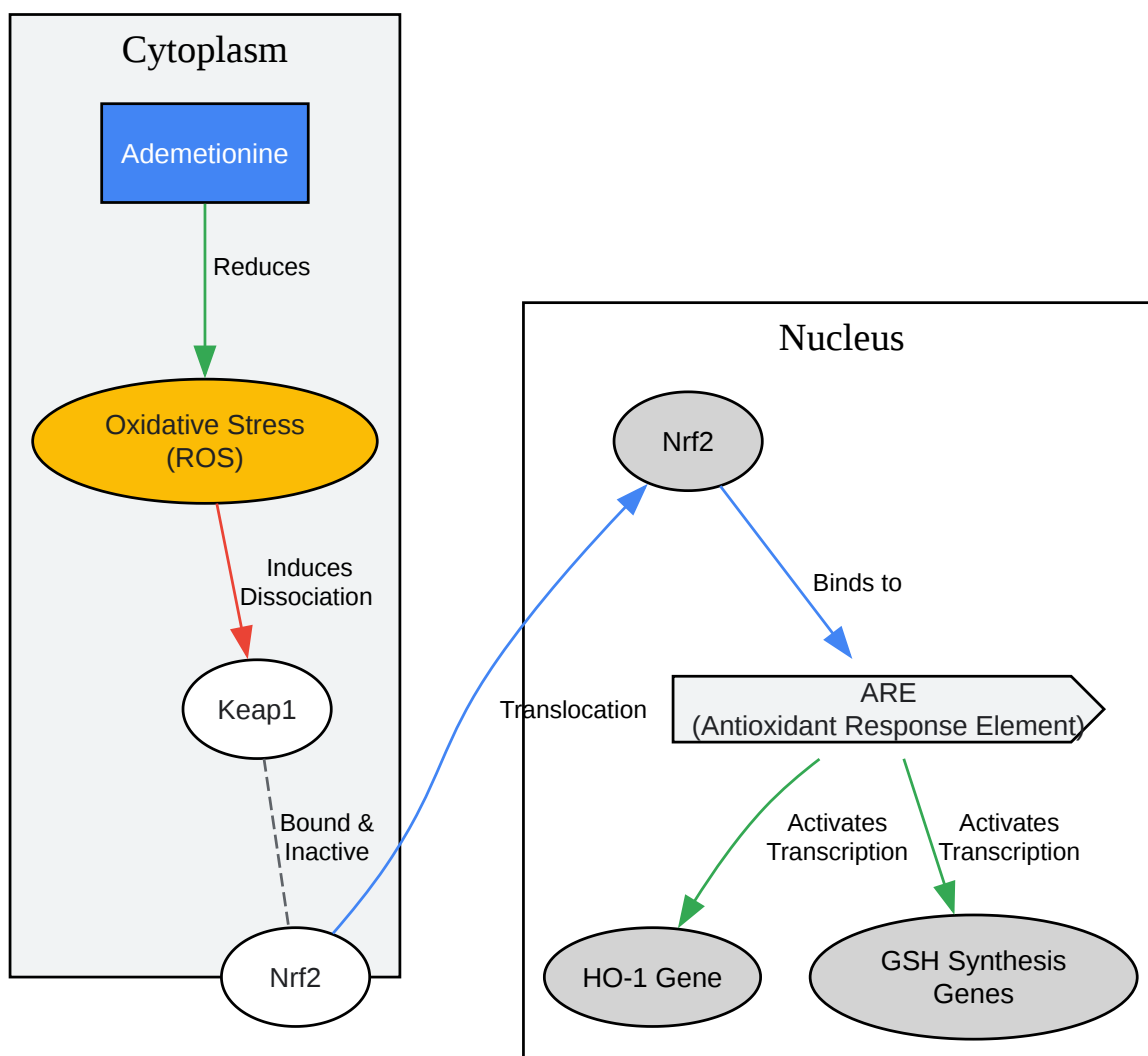 Cytoplasm
Ademetionine
Reduces
Oxidative Stress
(ROS)
Induces
Dissociation
Keap1
Bound &
Inactive
Nrf2
Translocation
Nucleus
Nrf2
Binds to
ARE
(Antioxidant Response Element)
Activates
Transcription
Activates
Transcription
HO-1 Gene
GSH Synthesis
Genes